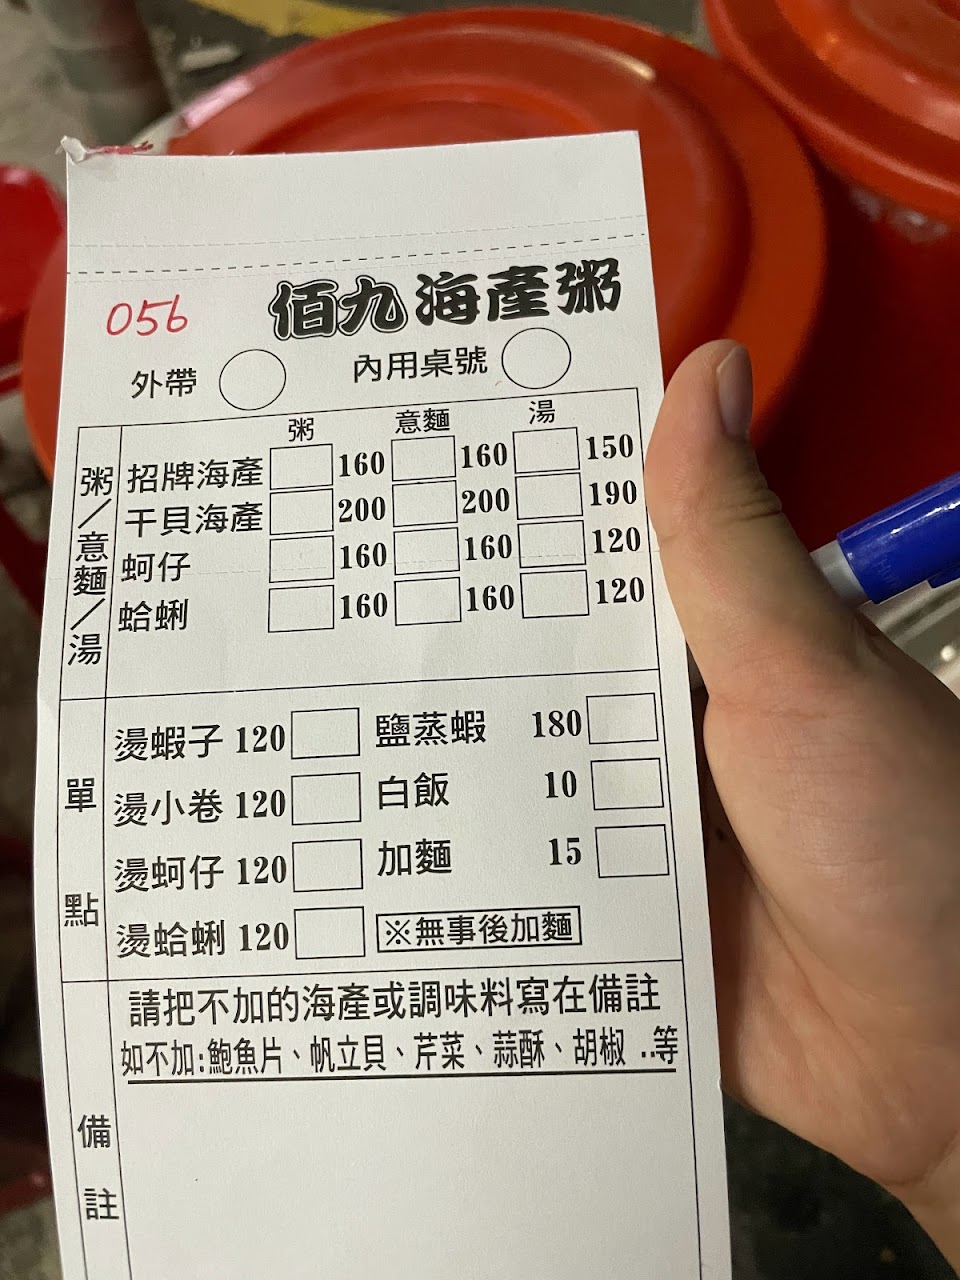 佰九海產粥
056
外帶 內用桌號
粥 意麵 湯
粥/意麵/湯
招牌海產 160 160 150
干貝海產 200 200 190
蚵仔 160 160 120
蛤蜊 160 160 120
單點
燙蝦子 120 鹽蒸蝦 180
燙小卷 120 白飯 10
燙蚵仔 120 加麵 15
燙蛤蜊 120 ※無事後加麵
備註
請把不加的海產或調味料寫在備註
如不加:鮑魚片、帆立貝、芹菜、蒜酥、胡椒 ..等